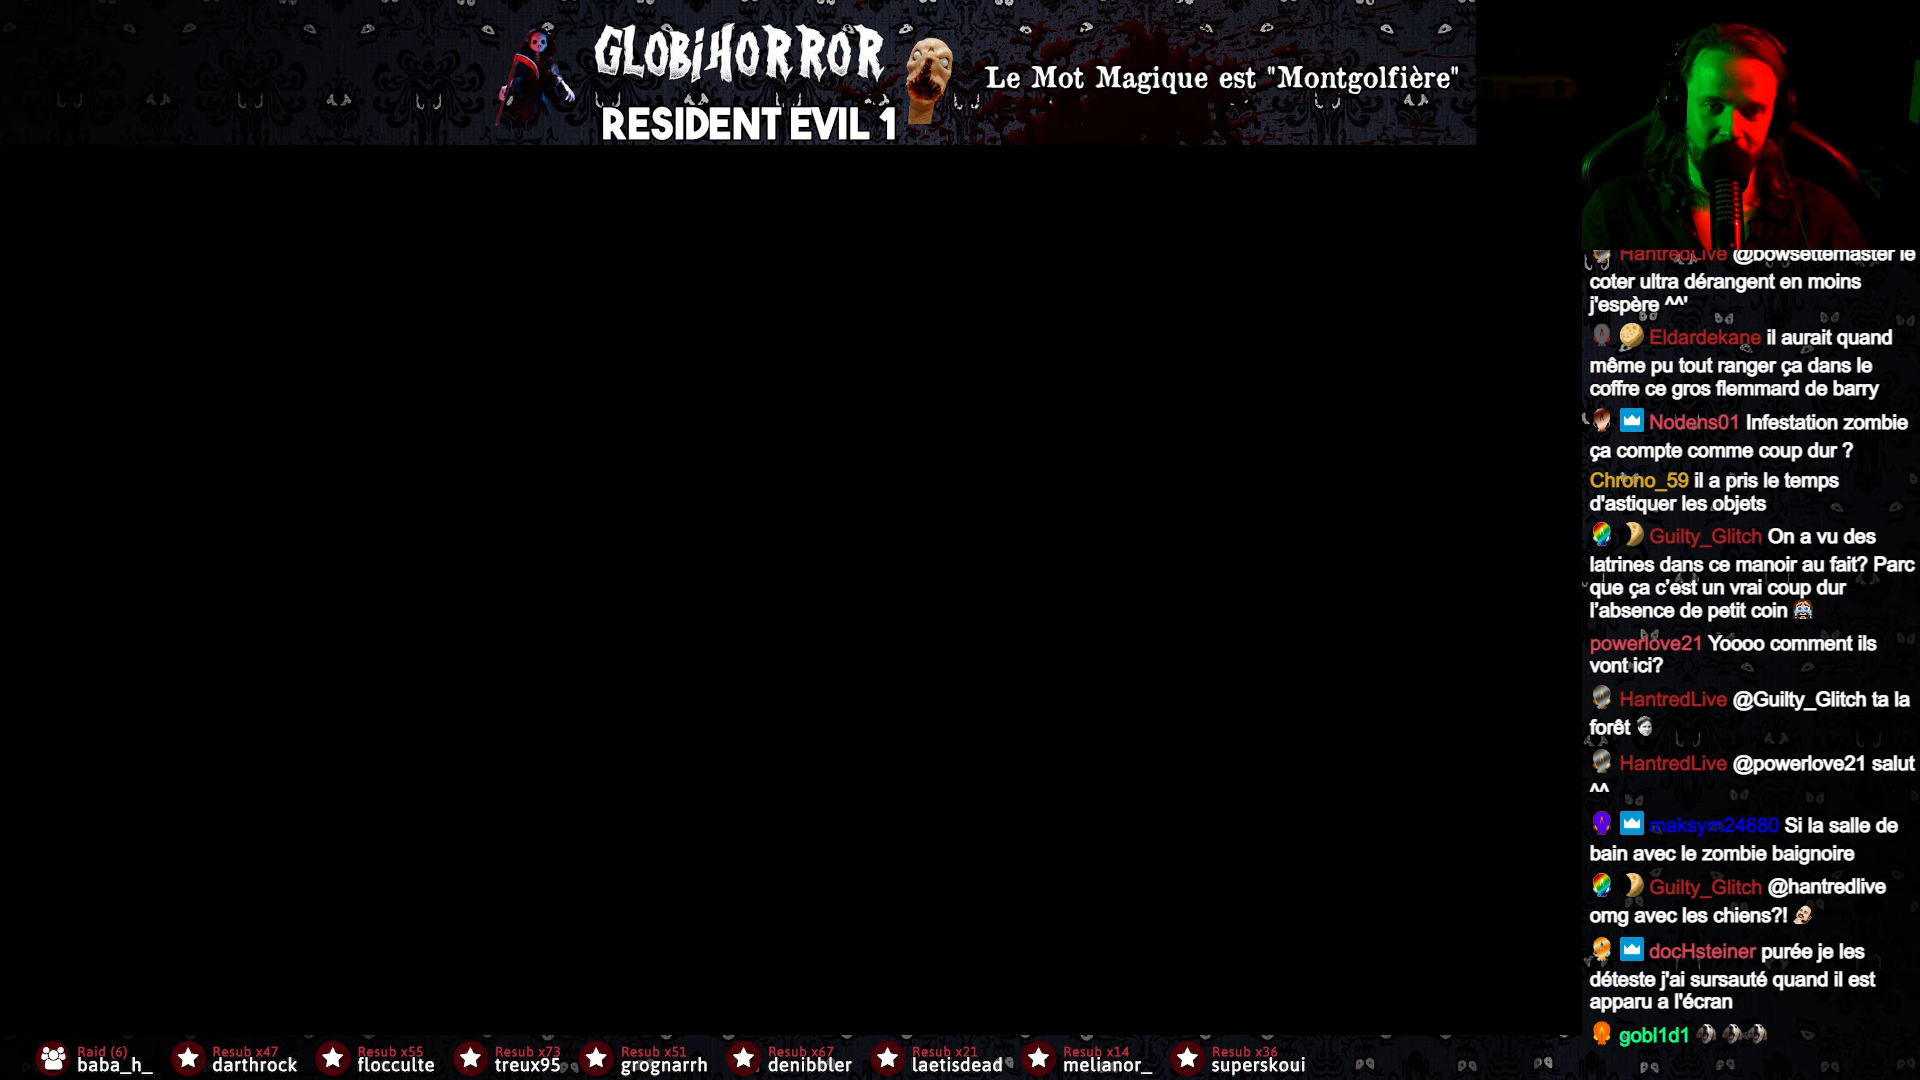 GLOBiHORROR
RESIDENT EVIL 1
Le Mot Magique est "Montgolfière"
HantredLive @bowsettemaster le
coter ultra dérangent en moins
j'espère ^^'
Eldardekane il aurait quand
même pu tout ranger ça dans le
coffre ce gros flemmard de barry
Nodens01 Infestation zombie
ça compte comme coup dur ?
Chrono_59 il a pris le temps
d'astiquer les objets
Guilty_Glitch On a vu des
latrines dans ce manoir au fait? Parc
que ça c'est un vrai coup dur
l'absence de petit coin
powerlove21 Yoooo comment ils
vont ici?
HantredLive @Guilty_Glitch ta la
forêt
HantredLive @powerlove21 salut
^^
maksym24680 Si la salle de
bain avec le zombie baignoire
Guilty_Glitch @hantredlive
omg avec les chiens?!
docHsteiner purée je les
déteste j'ai sursauté quand il est
apparu a l'écran
gobl1d1
Raid (6)
baba_h_
Resub x47
darthrock
Resub x55
flocculte
Resub x73
treux95
Resub x51
grognarrh
Resub x67
denibbler
Resub x21
laetisdead
Resub x14
melianor_
Resub x36
superskoui